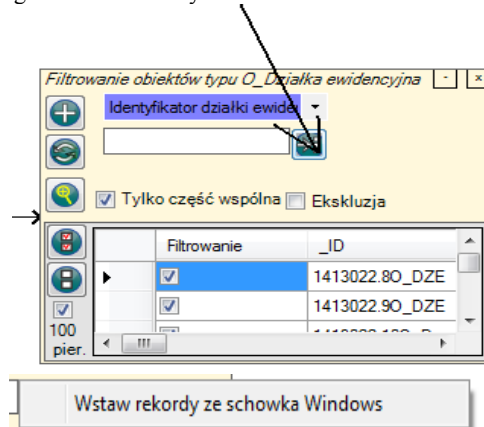 Filtrowanie obiektów typu O_Działka ewidencyjna - x
Identyfikator działki ewide
Tylko część wspólna Ekskluzja
Filtrowanie _ID
1413022.8O_DZE
1413022.9O_DZE
100
pier.
Wstaw rekordy ze schowka Windows